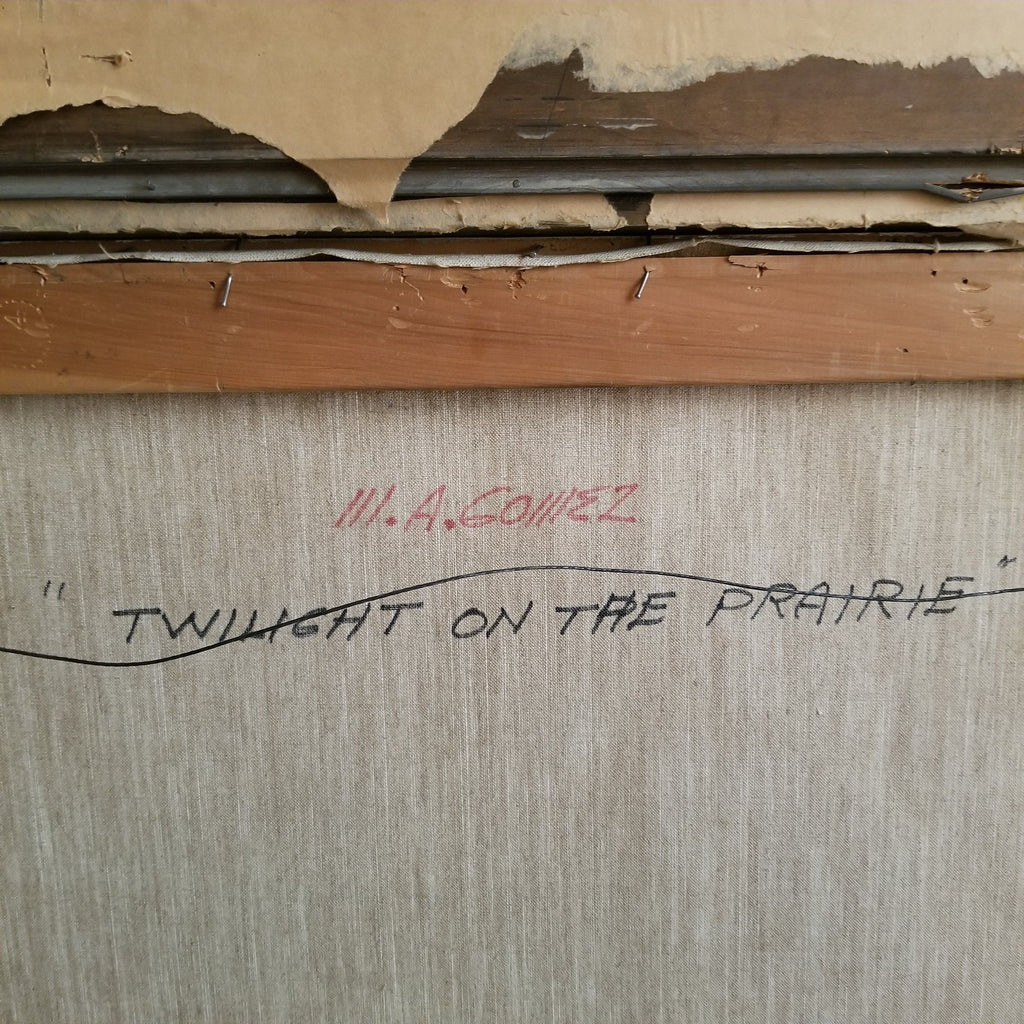 M.A.GOMEZ
"TWILIGHT ON THE PRAIRIE"